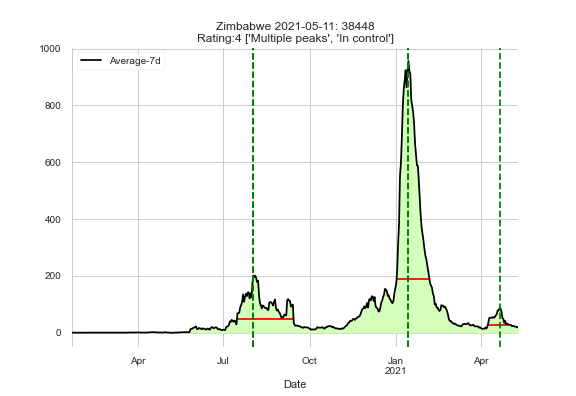 Zimbabwe 2021-05-11: 38448
Rating:4 ['Multiple peaks', 'In control']
1000
Average-7d
800
600
400
200
0
Apr
Jul
Oct
Jan
Apr
2021
Date